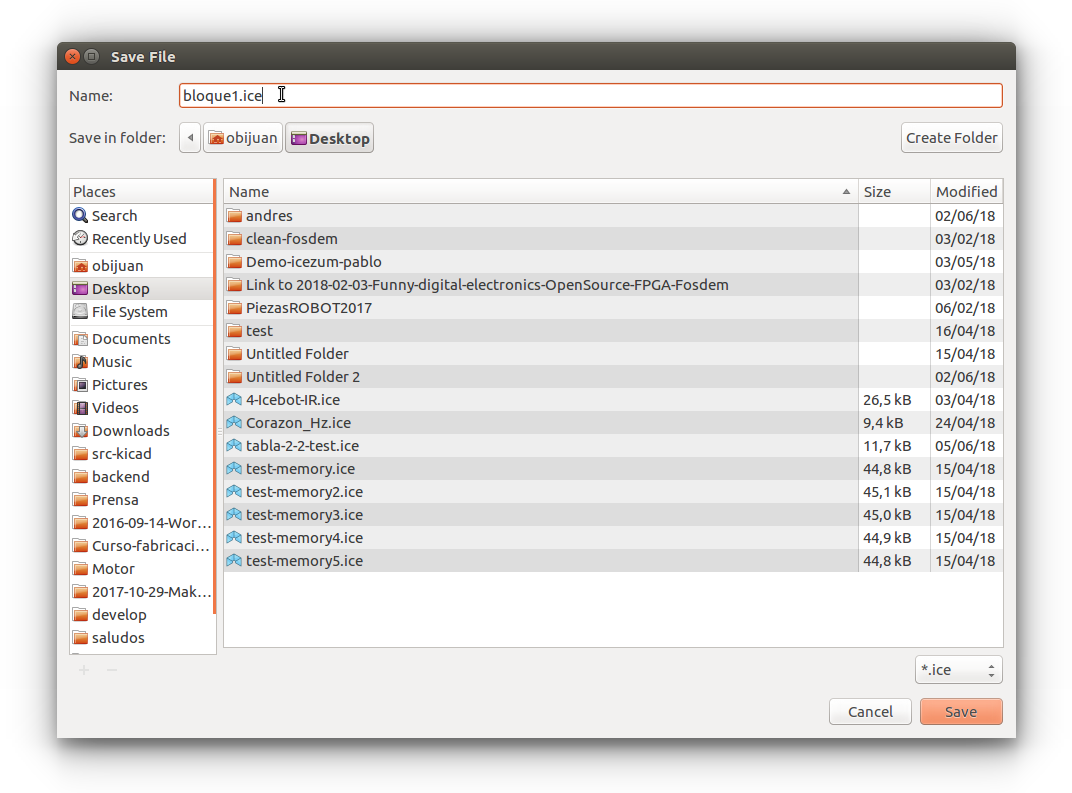 Save File
Name: bloque1.ice
Save in folder: obijuan Desktop Create Folder
Places
Search
Recently Used
obijuan
Desktop
File System
Documents
Music
Pictures
Videos
Downloads
src-kicad
backend
Prensa
2016-09-14-Wor...
Curso-fabricaci...
Motor
2017-10-29-Mak...
develop
saludos
Name Size Modified
andres 02/06/18
clean-fosdem 03/02/18
Demo-icezum-pablo 03/05/18
Link to 2018-02-03-Funny-digital-electronics-OpenSource-FPGA-Fosdem 03/02/18
PiezasROBOT2017 06/02/18
test 16/04/18
Untitled Folder 15/04/18
Untitled Folder 2 02/06/18
4-Icebot-IR.ice 26,5 kB 03/04/18
Corazon_Hz.ice 9,4 kB 24/04/18
tabla-2-2-test.ice 11,7 kB 05/06/18
test-memory.ice 44,8 kB 15/04/18
test-memory2.ice 45,1 kB 15/04/18
test-memory3.ice 45,0 kB 15/04/18
test-memory4.ice 44,9 kB 15/04/18
test-memory5.ice 44,8 kB 15/04/18
*.ice
Cancel Save